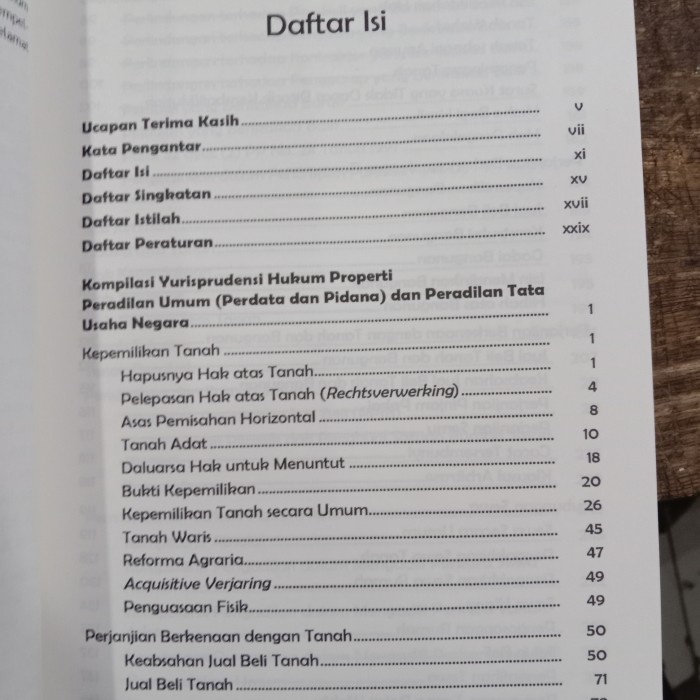 Daftar Isi
Ucapan Terima Kasih v
Kata Pengantar vii
Daftar Isi xi
Daftar Singkatan xv
Daftar Istilah xvii
Daftar Peraturan xxix
Kompilasi Yurisprudensi Hukum Properti
Peradilan Umum (Perdata dan Pidana) dan Peradilan Tata
Usaha Negara 1
Kepemilikan Tanah 1
Hapusnya Hak atas Tanah 1
Pelepasan Hak atas Tanah (Rechtsverwerking) 4
Asas Pemisahan Horizontal 8
Tanah Adat 10
Daluarsa Hak untuk Menuntut 18
Bukti Kepemilikan 20
Kepemilikan Tanah secara Umum 26
Tanah Waris 45
Reforma Agraria 47
Acquisitive Verjaring 49
Penguasaan Fisik 49
Perjanjian Berkenaan dengan Tanah 50
Keabsahan Jual Beli Tanah 50
Jual Beli Tanah 71